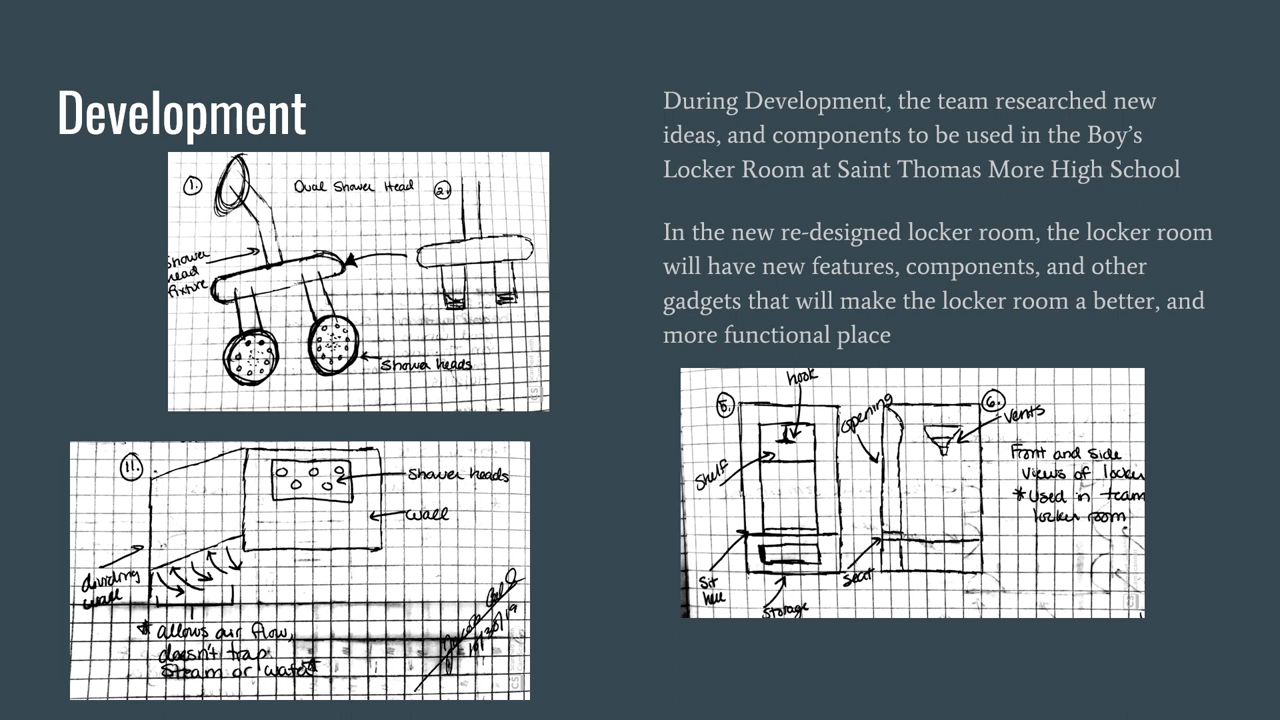 Development
During Development, the team researched new
ideas, and components to be used in the Boy's
Locker Room at Saint Thomas More High School
In the new re-designed locker room, the locker room
will have new features, components, and other
gadgets that will make the locker room a better, and
more functional place
1.
Dual Shower Head
2.
Shower
head
fixture
Shower heads
11.
Shower heads
wall
dividing
wall
* allows air flow,
doesn't trap
Steam or water*
10/30/19
5.
hook
Shelf
Sit
here
Storage
opening
6.
vents
Seat
Front and side
views of locker
* Used in team
locker room